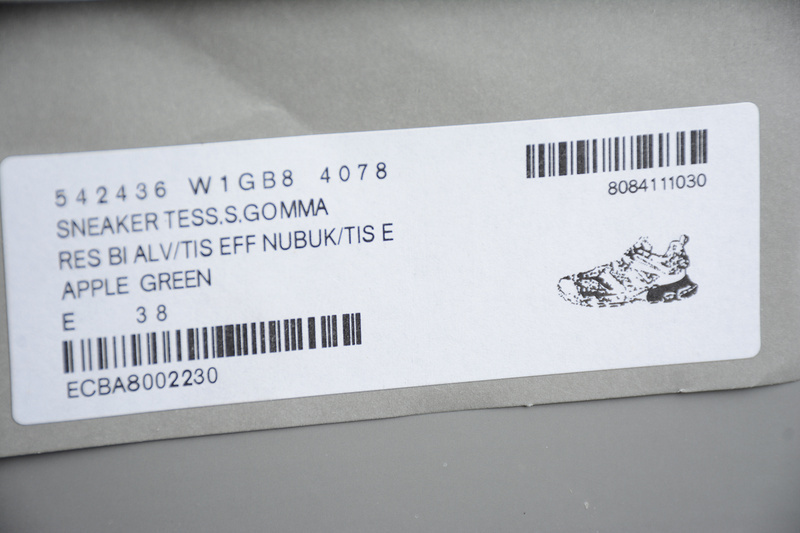 542436 W1GB8 4078
SNEAKER TESS.S.GOMMA
RES BI ALV/TIS EFF NUBUK/TIS E
APPLE GREEN
E 38
ECBA8002230
8084111030